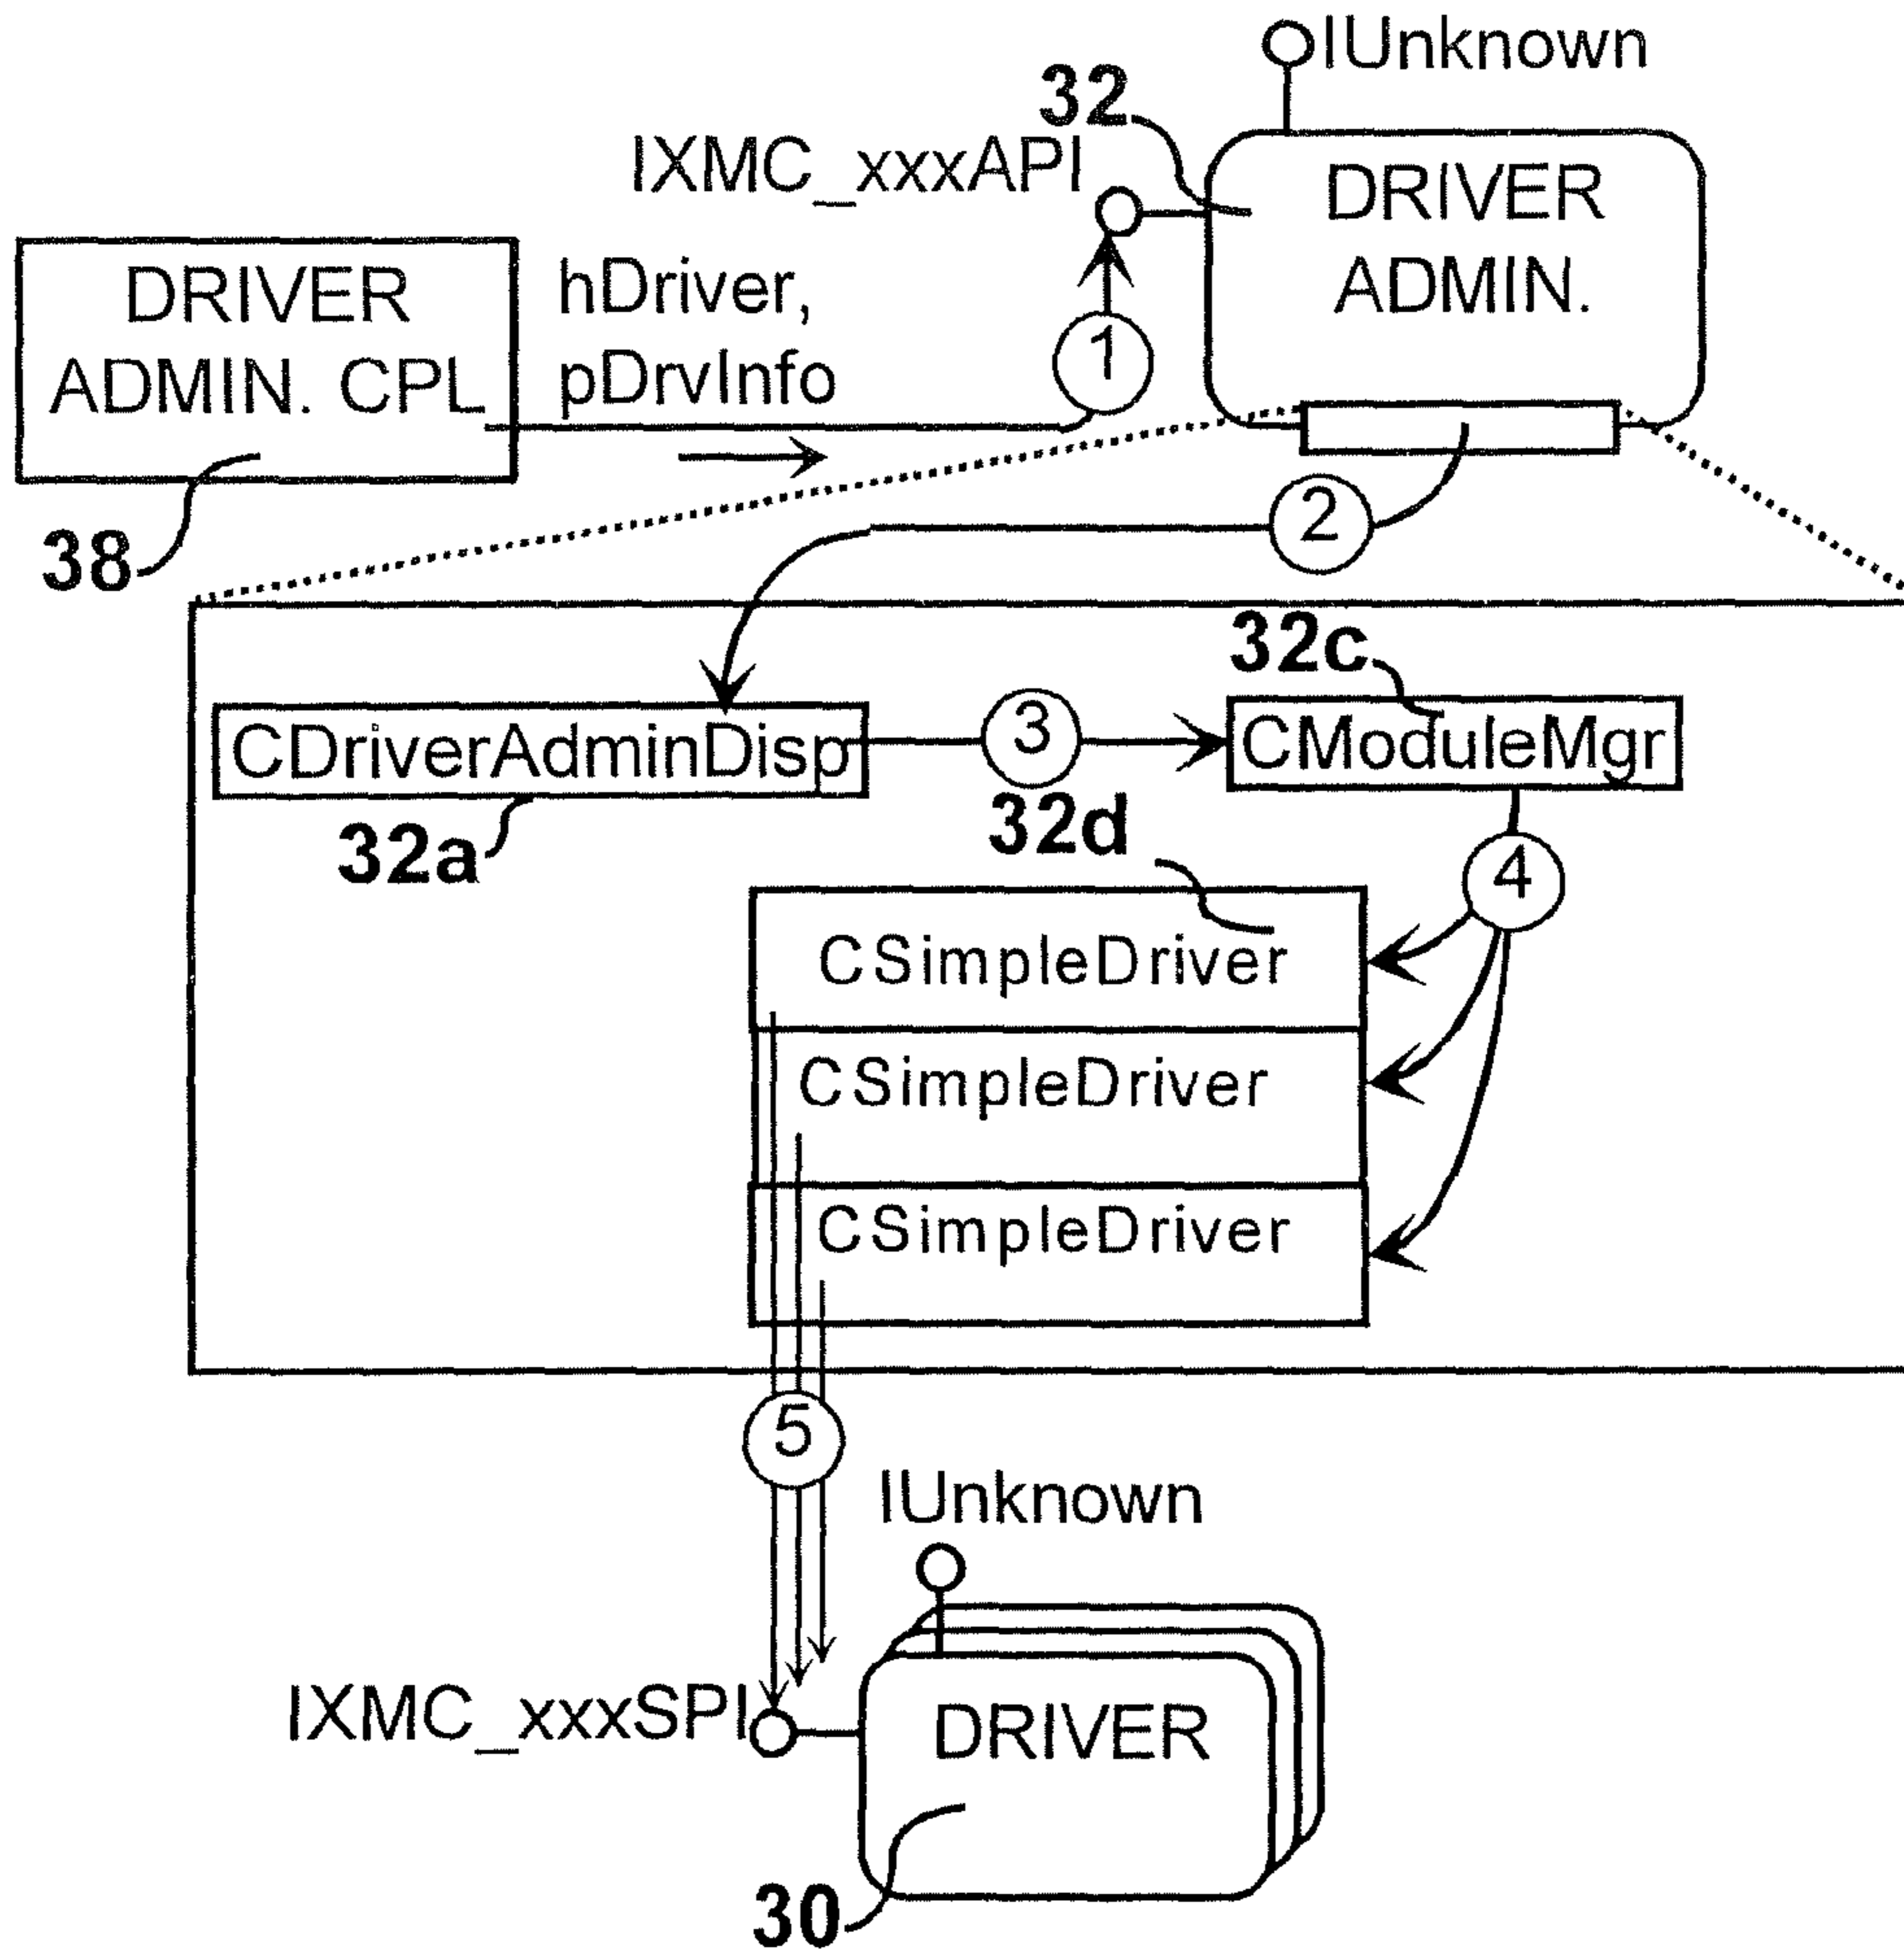 IUnknown
32
IXMC_xxxAPI
DRIVER
ADMIN.
DRIVER
ADMIN. CPL
hDriver,
pDrvInfo
1
38
2
32c
CDriverAdminDisp
3
CModuleMgr
32a
32d
4
CSimpleDriver
CSimpleDriver
CSimpleDriver
5
IUnknown
IXMC_xxxSPI
DRIVER
30